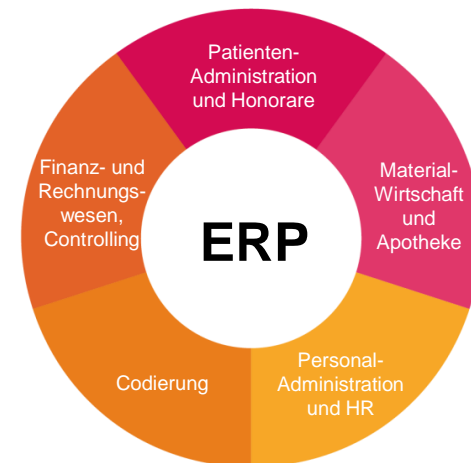 Patienten-
Administration
und Honorare
Finanz- und
Rechnungs-
wesen,
Controlling
Material-
Wirtschaft
und
Apotheke
ERP
Codierung
Personal-
Administration
und HR